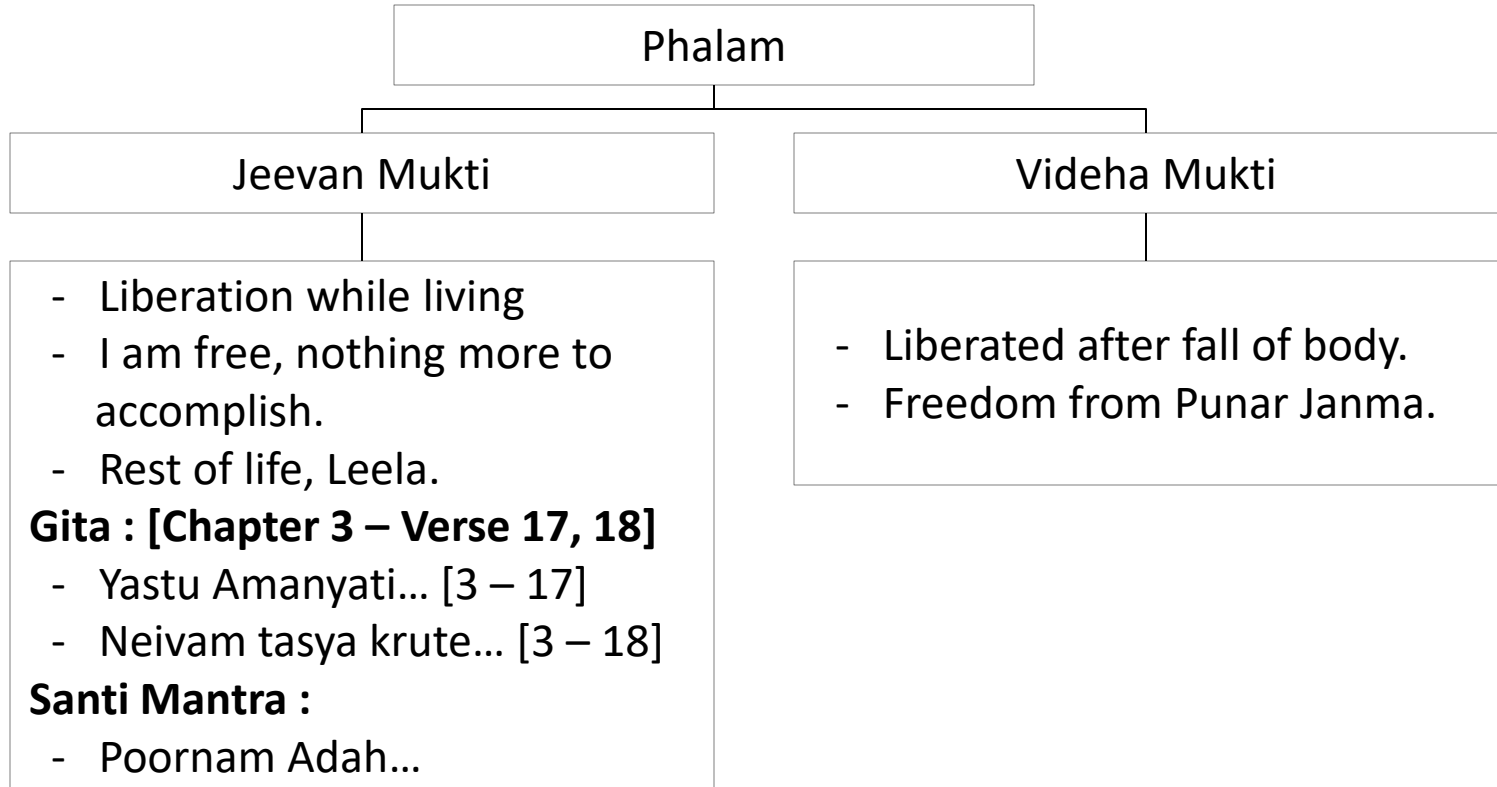 Phalam
Jeevan Mukti
Videha Mukti
- Liberation while living
- I am free, nothing more to
accomplish.
- Rest of life, Leela.
Gita : [Chapter 3 – Verse 17, 18]
- Yastu Amanyati... [3 – 17]
- Neivam tasya krute... [3 – 18]
Santi Mantra :
- Poornam Adah...
- Liberated after fall of body.
- Freedom from Punar Janma.